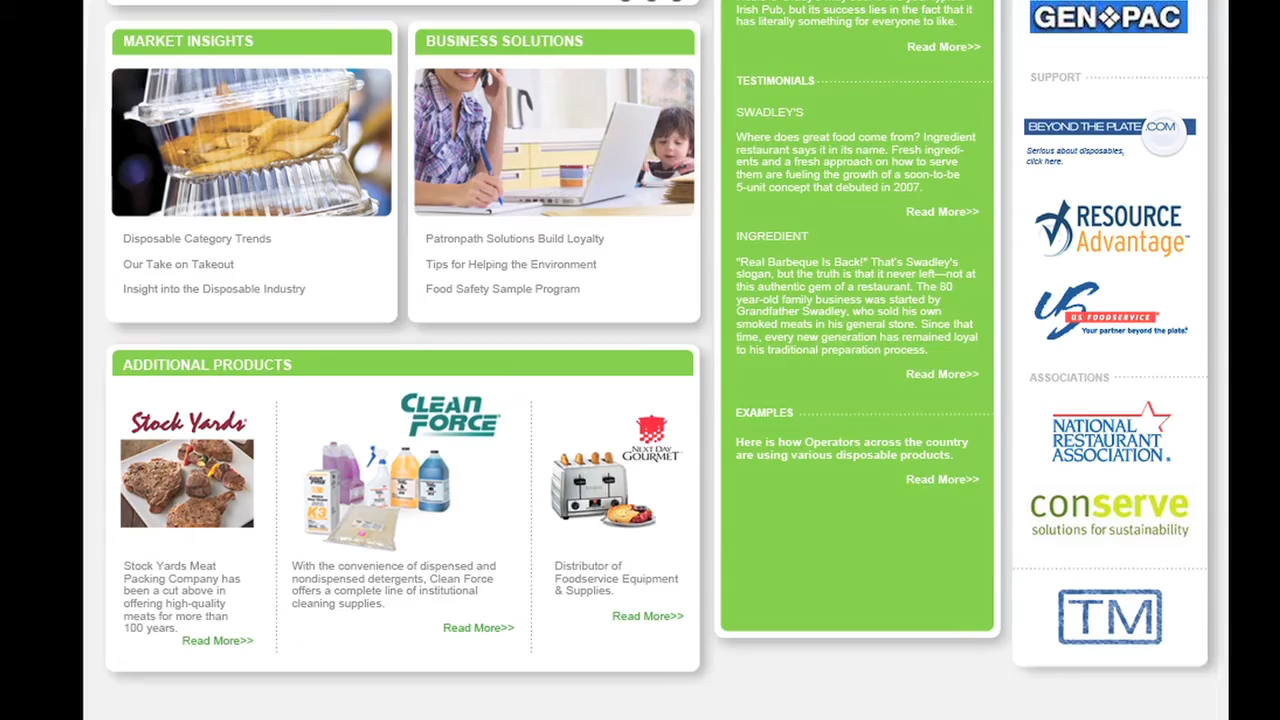 MARKET INSIGHTS
Disposable Category Trends
Our Take on Takeout
Insight into the Disposable Industry
BUSINESS SOLUTIONS
Patronpath Solutions Build Loyalty
Tips for Helping the Environment
Food Safety Sample Program
ADDITIONAL PRODUCTS
Stock Yards
Stock Yards Meat
Packing Company has
been a cut above in
offering high-quality
meats for more than
100 years.
Read More>>
CLEAN
FORCE
K3
With the convenience of dispensed and
nondispensed detergents, Clean Force
offers a complete line of institutional
cleaning supplies.
Read More>>
NEXT DAY
GOURMET
Distributor of
Foodservice Equipment
& Supplies.
Read More>>
Irish Pub, but its success lies in the fact that it
has literally something for everyone to like.
Read More>>
TESTIMONIALS
SWADLEY'S
Where does great food come from? Ingredient
restaurant says it in its name. Fresh ingredi-
ents and a fresh approach on how to serve
them are fueling the growth of a soon-to-be
5-unit concept that debuted in 2007.
Read More>>
INGREDIENT
"Real Barbeque Is Back!" That's Swadley's
slogan, but the truth is that it never left—not at
this authentic gem of a restaurant. The 80
year-old family business was started by
Grandfather Swadley, who sold his own
smoked meats in his general store. Since that
time, every new generation has remained loyal
to his traditional preparation process.
Read More>>
EXAMPLES
Here is how Operators across the country
are using various disposable products.
Read More>>
GEN PAC
SUPPORT
BEYOND THE PLATE.COM
Serious about disposables,
click here.
RESOURCE
Advantage™
US
US FOODSERVICE®
Your partner beyond the plate.®
ASSOCIATIONS
NATIONAL
RESTAURANT
ASSOCIATION®
conserve
solutions for sustainability
TM